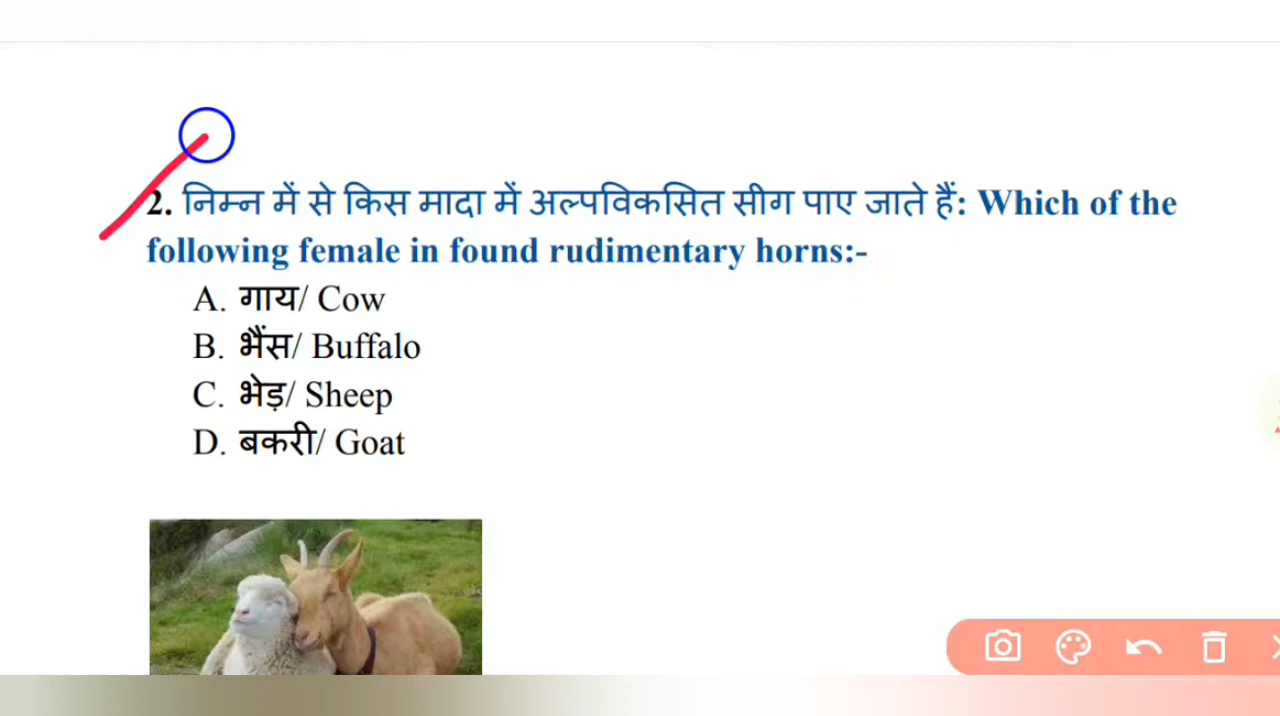 2. निम्न में से किस मादा में अल्पविकसित सीग पाए जाते हैं: Which of the
following female in found rudimentary horns:-
A. गाय/ Cow
B. भैंस/ Buffalo
C. भेड़/ Sheep
D. बकरी/ Goat